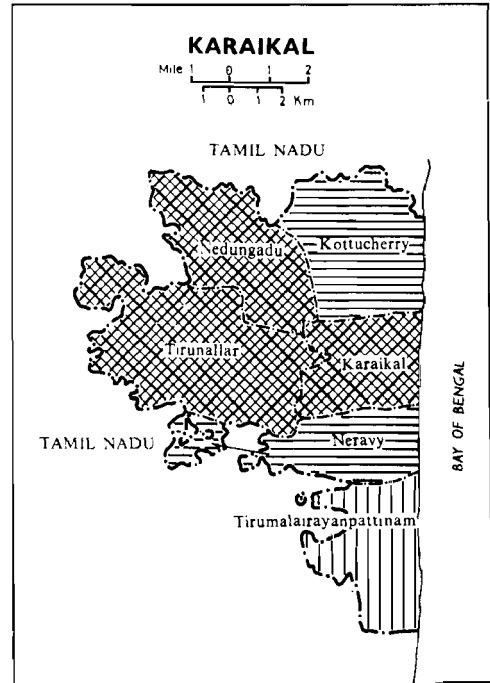 KARAIKAL
Mile 1 0 1 2
1 0 1 2 Km
TAMIL NADU
Nedungadu
Kottucherry
Tirunallar
Karaikal
TAMIL NADU
Neravy
BAY OF BENGAL
Tirumalairayanpattinam